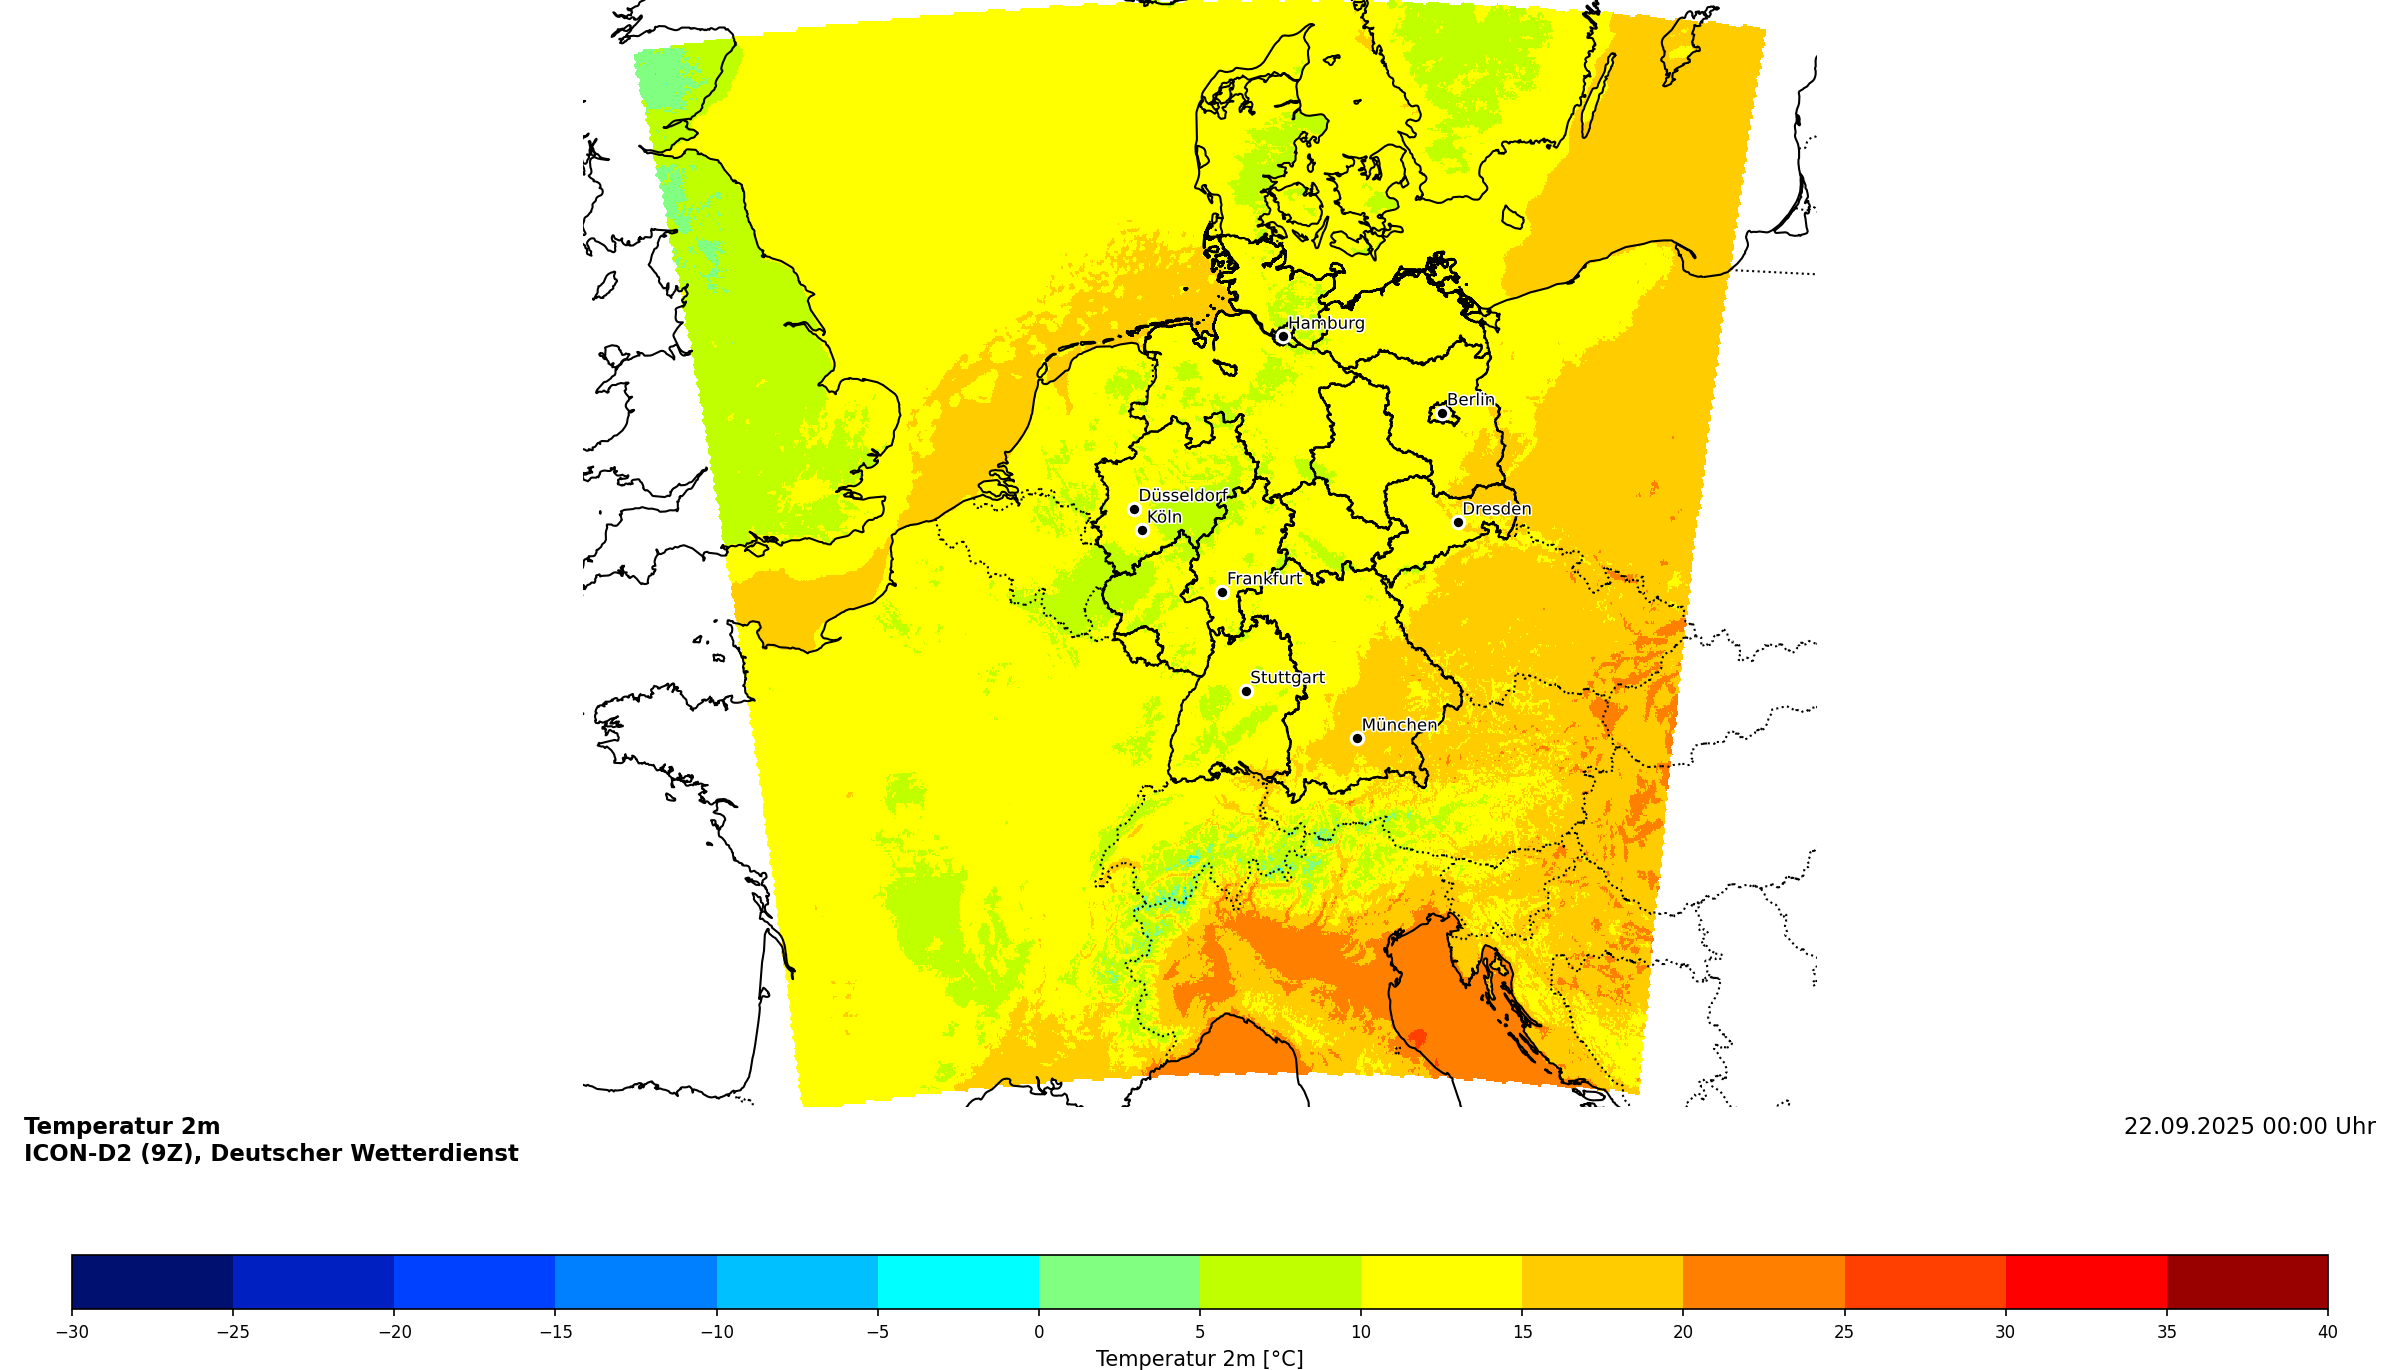 Hamburg
Berlin
Düsseldorf
Köln
Dresden
Frankfurt
Stuttgart
München
Temperatur 2m
ICON-D2 (9Z), Deutscher Wetterdienst
22.09.2025 00:00 Uhr
−30 −25 −20 −15 −10 −5 0 5 10 15 20 25 30 35 40
Temperatur 2m [°C]